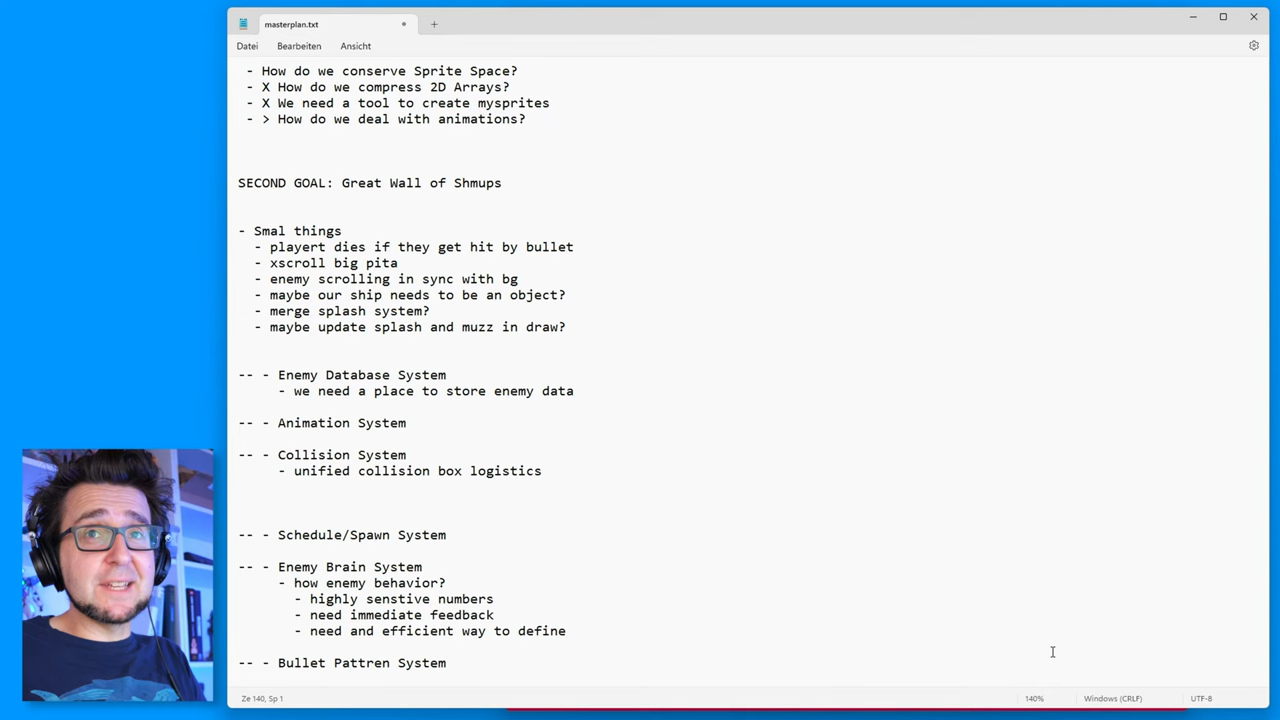 masterplan.txt
Datei Bearbeiten Ansicht
- How do we conserve Sprite Space?
- X How do we compress 2D Arrays?
- X We need a tool to create mysprites
- > How do we deal with animations?
SECOND GOAL: Great Wall of Shmups
- Smal things
- playert dies if they get hit by bullet
- xscroll big pita
- enemy scrolling in sync with bg
- maybe our ship needs to be an object?
- merge splash system?
- maybe update splash and muzz in draw?
-- - Enemy Database System
- we need a place to store enemy data
-- - Animation System
-- - Collision System
- unified collision box logistics
-- - Schedule/Spawn System
-- - Enemy Brain System
- how enemy behavior?
- highly senstive numbers
- need immediate feedback
- need and efficient way to define
-- - Bullet Pattren System
Ze 140, Sp 1 140% Windows (CRLF) UTF-8